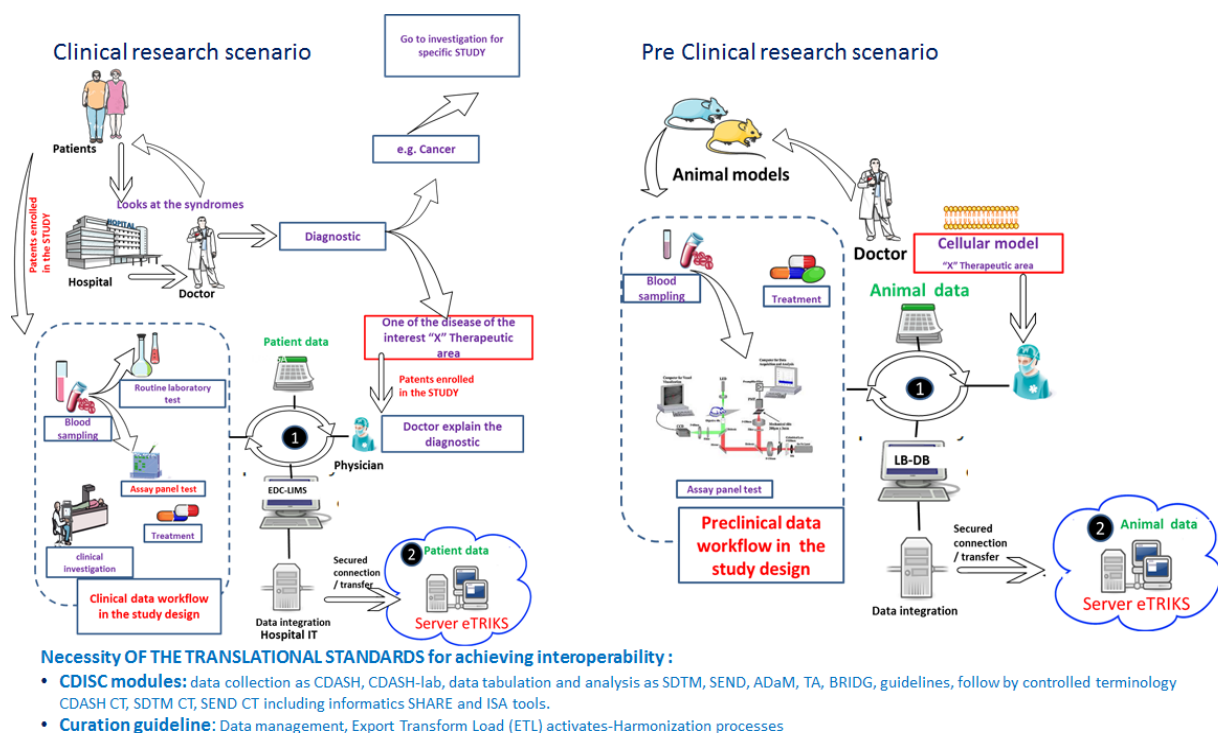 Clinical research scenario
Go to investigation for
specific STUDY
Patients
e.g. Cancer
Looks at the syndromes
Patents enrolled
in the STUDY
HOPITAL
Hospital
Doctor
Diagnostic
One of the disease of the
interest “X” Therapeutic
area
Patient data
Patents enrolled
in the STUDY
Routine laboratory
test
Blood
sampling
1
Physician
Doctor explain the
diagnostic
Assay panel test
EDC-LIMS
Treatment
clinical
investigation
Clinical data workflow
in the study design
Secured
connection
/ transfer
2
Patient data
Server eTRIKS
Data integration
Hospital IT
Pre Clinical research scenario
Animal models
Doctor
Cellular model
“X” Therapeutic area
Blood
sampling
Treatment
Animal data
1
LB-DB
Assay panel test
Preclinical data
workflow in the
study design
Secured
connection
/ transfer
2
Animal data
Server eTRIKS
Data integration
Necessity OF THE TRANSLATIONAL STANDARDS for achieving interoperability :
• CDISC modules: data collection as CDASH, CDASH-lab, data tabulation and analysis as SDTM, SEND, ADaM, TA, BRIDG, guidelines, follow by controlled terminology
CDASH CT, SDTM CT, SEND CT including informatics SHARE and ISA tools.
• Curation guideline: Data management, Export Transform Load (ETL) activates-Harmonization processes